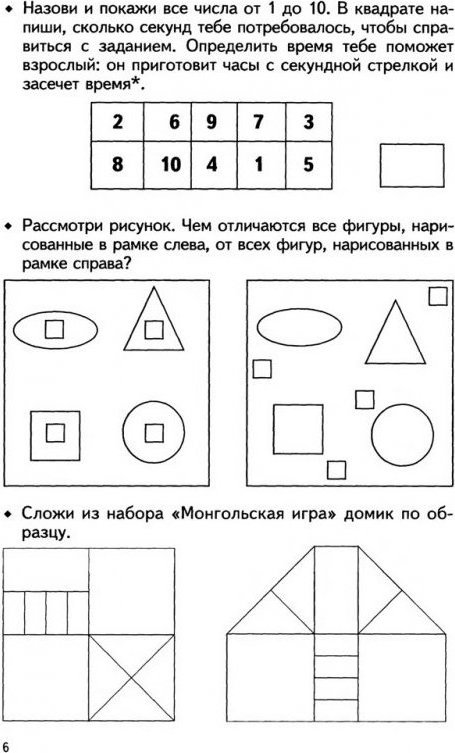 • Назови и покажи все числа от 1 до 10. В квадрате на-
пиши, сколько секунд тебе потребовалось, чтобы спра-
виться с заданием. Определить время тебе поможет
взрослый: он приготовит часы с секундной стрелкой и
засечет время*.
2 6 9 7 3
8 10 4 1 5
• Рассмотри рисунок. Чем отличаются все фигуры, нари-
сованные в рамке слева, от всех фигур, нарисованных в
рамке справа?
• Сложи из набора «Монгольская игра» домик по об-
разцу.
6